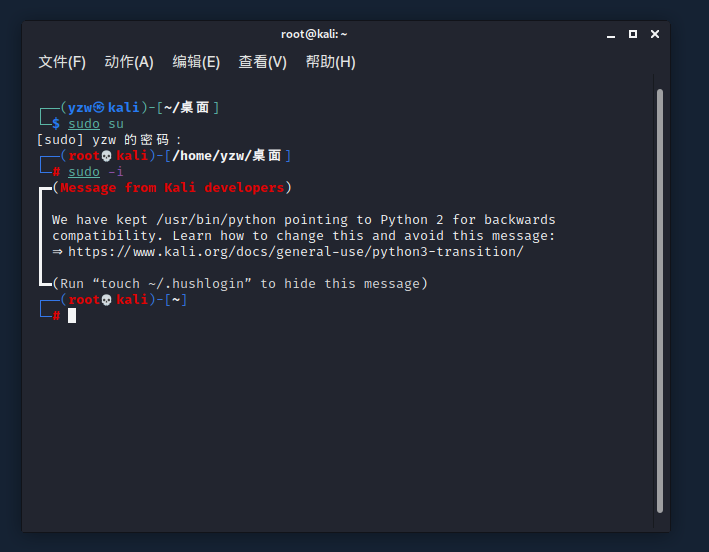 root@kali: ~
文件(F) 动作(A) 编辑(E) 查看(V) 帮助(H)
┌──(yzw㉿kali)-[~/桌面]
└─$ sudo su
[sudo] yzw 的密码：
┌──(root💀kali)-[/home/yzw/桌面]
└─# sudo -i
┏━(Message from Kali developers)
┃ We have kept /usr/bin/python pointing to Python 2 for backwards
┃ compatibility. Learn how to change this and avoid this message:
┃ ⇒ https://www.kali.org/docs/general-use/python3-transition/
┗━(Run “touch ~/.hushlogin” to hide this message)
┌──(root💀kali)-[~]
└─#